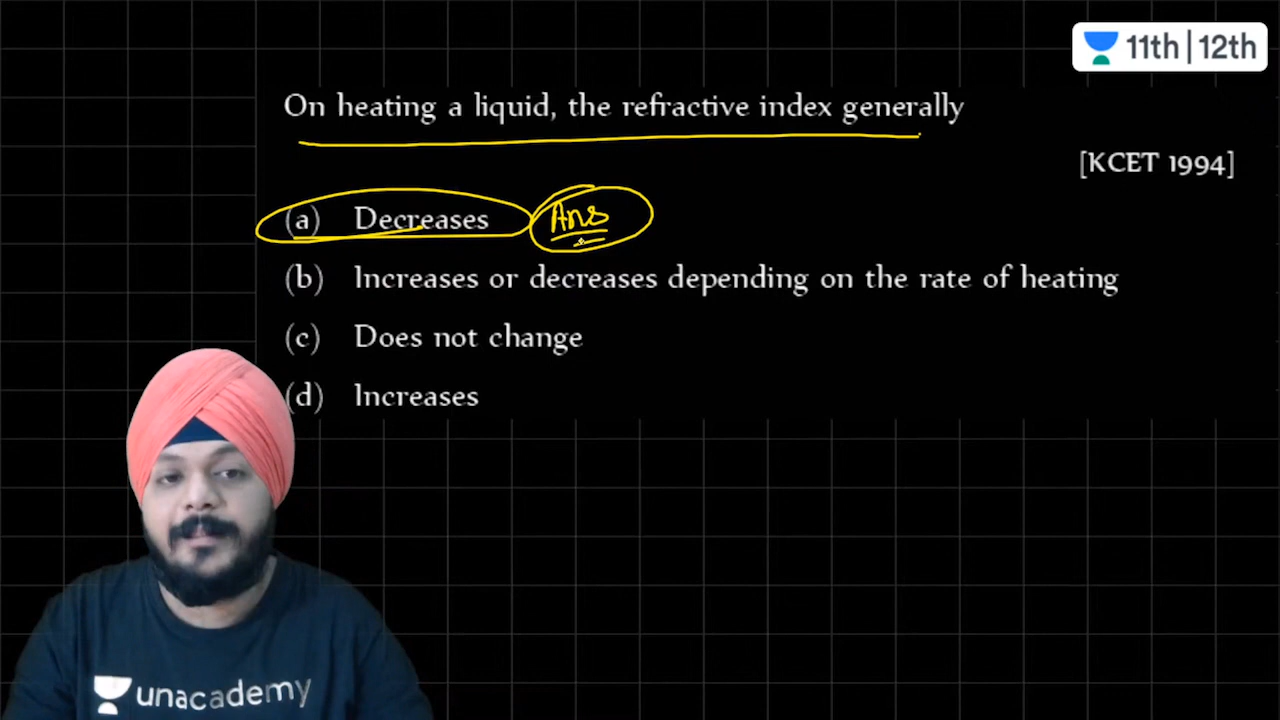 11th | 12th
On heating a liquid, the refractive index generally
[KCET 1994]
(a) Decreases Ans
(b) Increases or decreases depending on the rate of heating
(c) Does not change
(d) Increases
unacademy